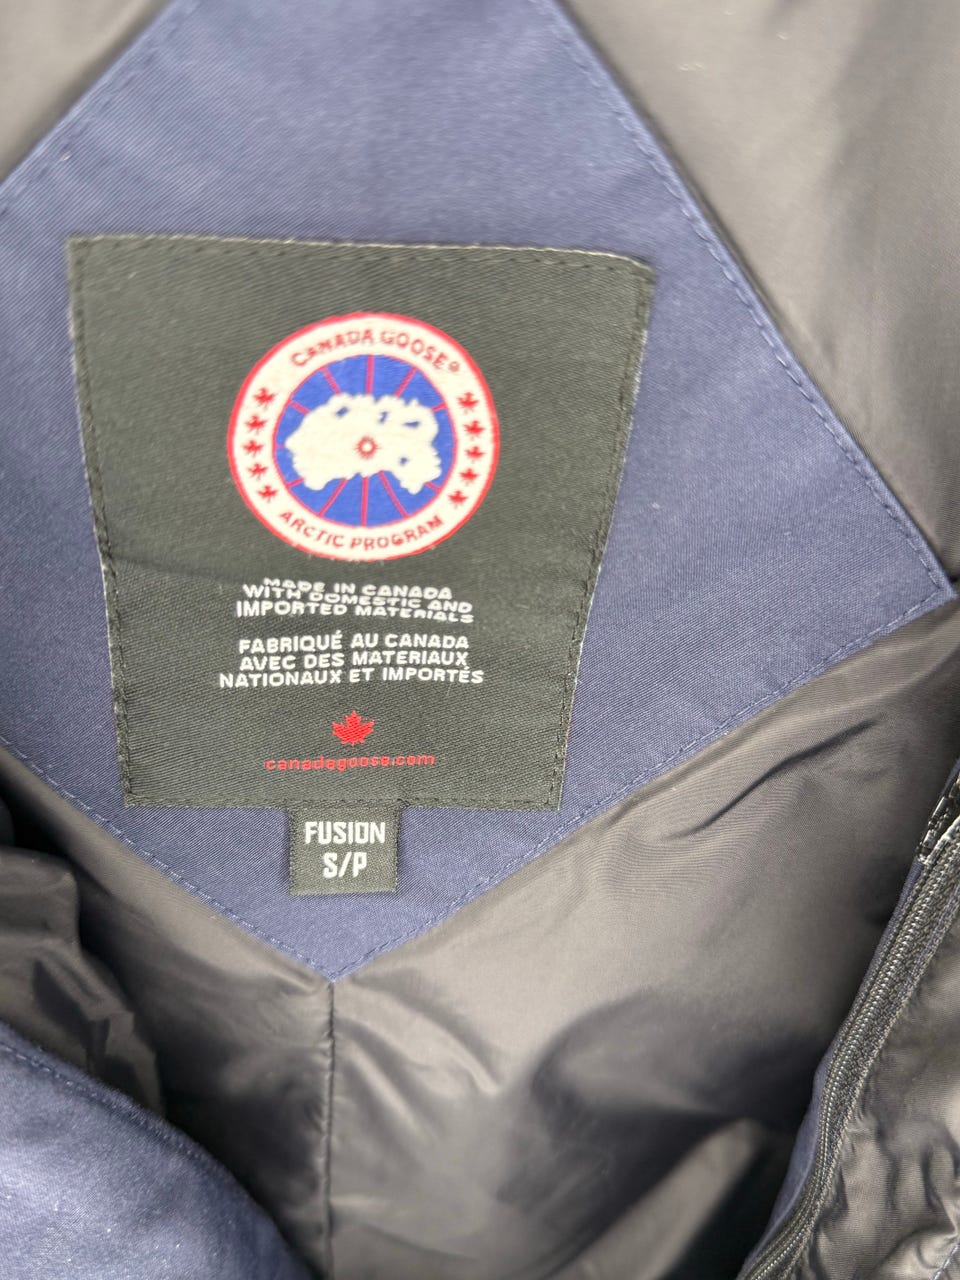 CANADA GOOSE®
ARCTIC PROGRAM
MADE IN CANADA
WITH DOMESTIC AND
IMPORTED MATERIALS
FABRIQUÉ AU CANADA
AVEC DES MATERIAUX
NATIONAUX ET IMPORTÉS
canadagoose.com
FUSION
S/P